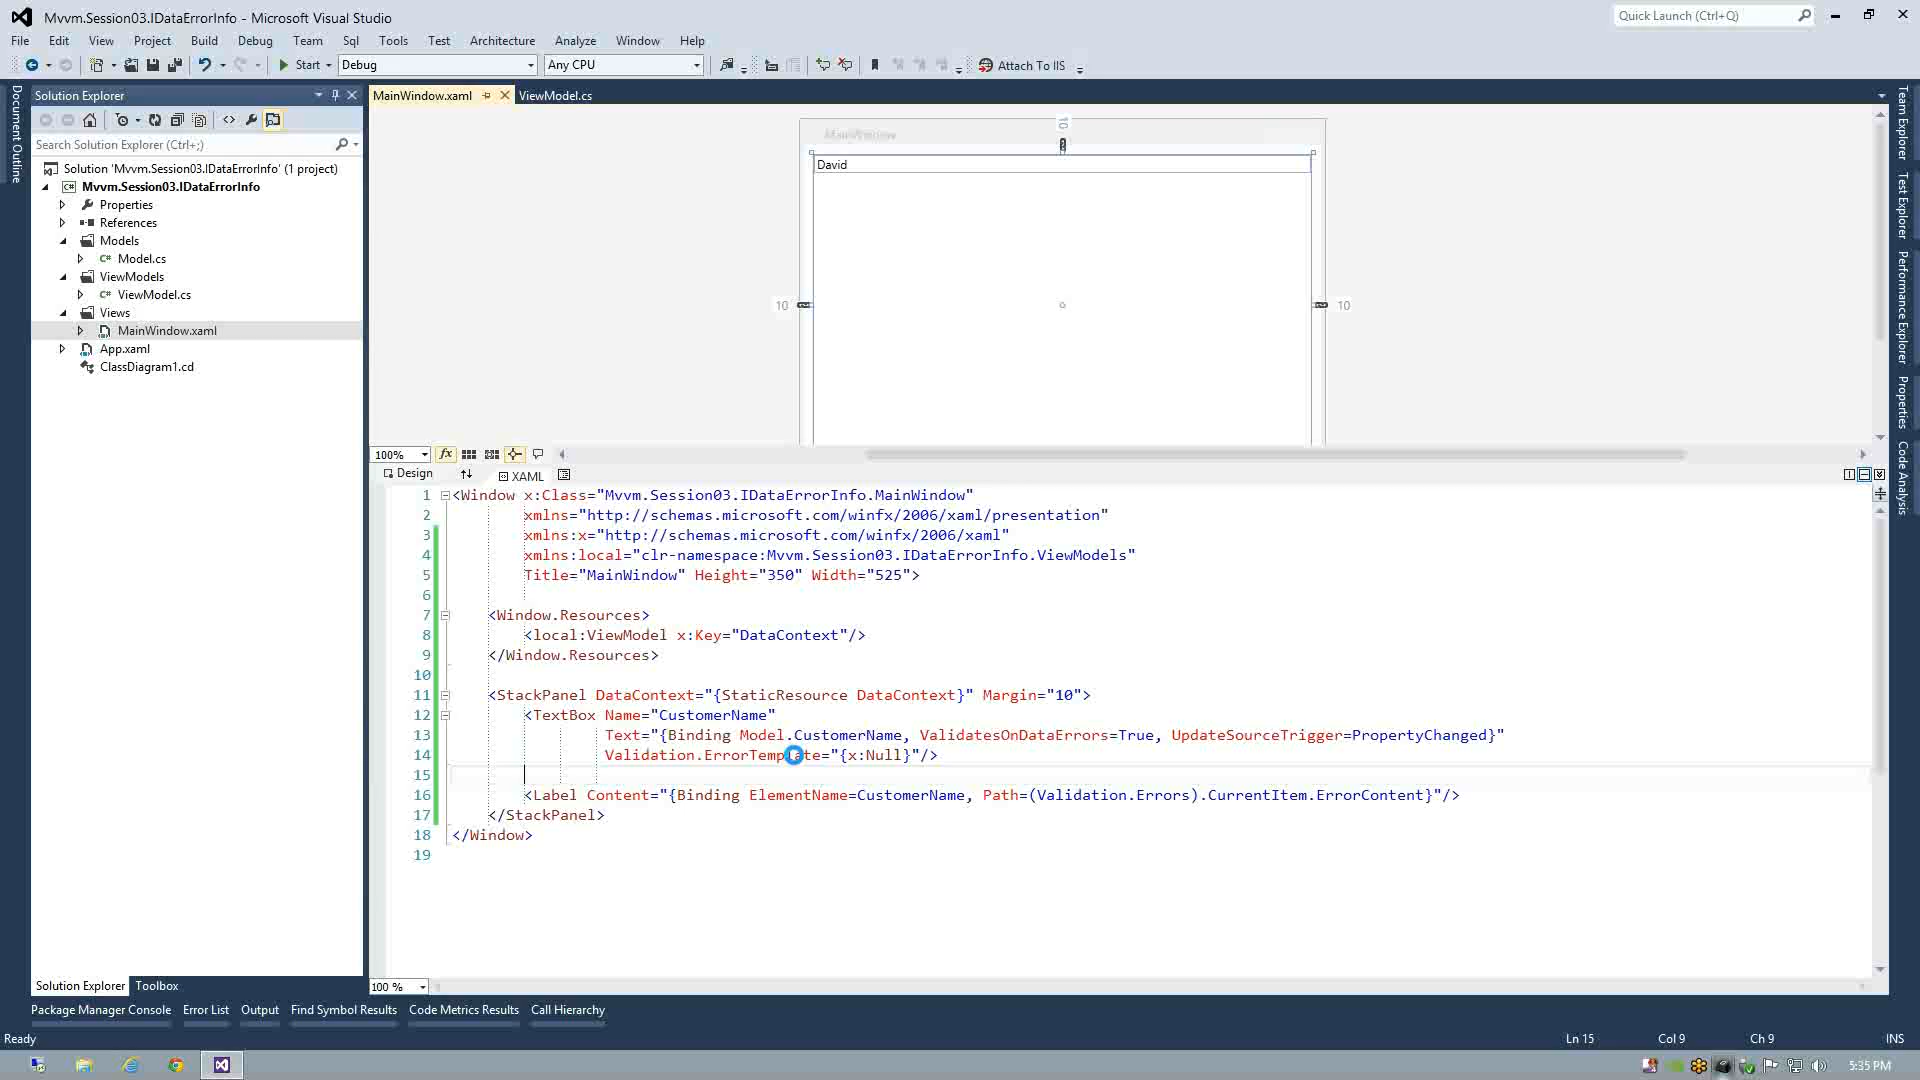 Mvvm.Session03.IDataErrorInfo - Microsoft Visual Studio
Quick Launch (Ctrl+Q)
File Edit View Project Build Debug Team Sql Tools Test Architecture Analyze Window Help
Start Debug Any CPU Attach To IIS
Document Outline
Solution Explorer
Search Solution Explorer (Ctrl+;)
Solution 'Mvvm.Session03.IDataErrorInfo' (1 project)
C# Mvvm.Session03.IDataErrorInfo
Properties
References
Models
C# Model.cs
ViewModels
C# ViewModel.cs
Views
MainWindow.xaml
App.xaml
ClassDiagram1.cd
Solution Explorer Toolbox
MainWindow.xaml ViewModel.cs
MainWindow
10
David
10
10
100% fx
Design XAML
1 <Window x:Class="Mvvm.Session03.IDataErrorInfo.MainWindow"
2 xmlns="http://schemas.microsoft.com/winfx/2006/xaml/presentation"
3 xmlns:x="http://schemas.microsoft.com/winfx/2006/xaml"
4 xmlns:local="clr-namespace:Mvvm.Session03.IDataErrorInfo.ViewModels"
5 Title="MainWindow" Height="350" Width="525">
6
7 <Window.Resources>
8 <local:ViewModel x:Key="DataContext"/>
9 </Window.Resources>
10
11 <StackPanel DataContext="{StaticResource DataContext}" Margin="10">
12 <TextBox Name="CustomerName"
13 Text="{Binding Model.CustomerName, ValidatesOnDataErrors=True, UpdateSourceTrigger=PropertyChanged}"
14 Validation.ErrorTemplate="{x:Null}"/>
15
16 <Label Content="{Binding ElementName=CustomerName, Path=(Validation.Errors).CurrentItem.ErrorContent}"/>
17 </StackPanel>
18 </Window>
19
100 %
Team Explorer
Test Explorer
Performance Explorer
Properties
Code Analysis
Package Manager Console Error List Output Find Symbol Results Code Metrics Results Call Hierarchy
Ready Ln 15 Col 9 Ch 9 INS
5:35 PM